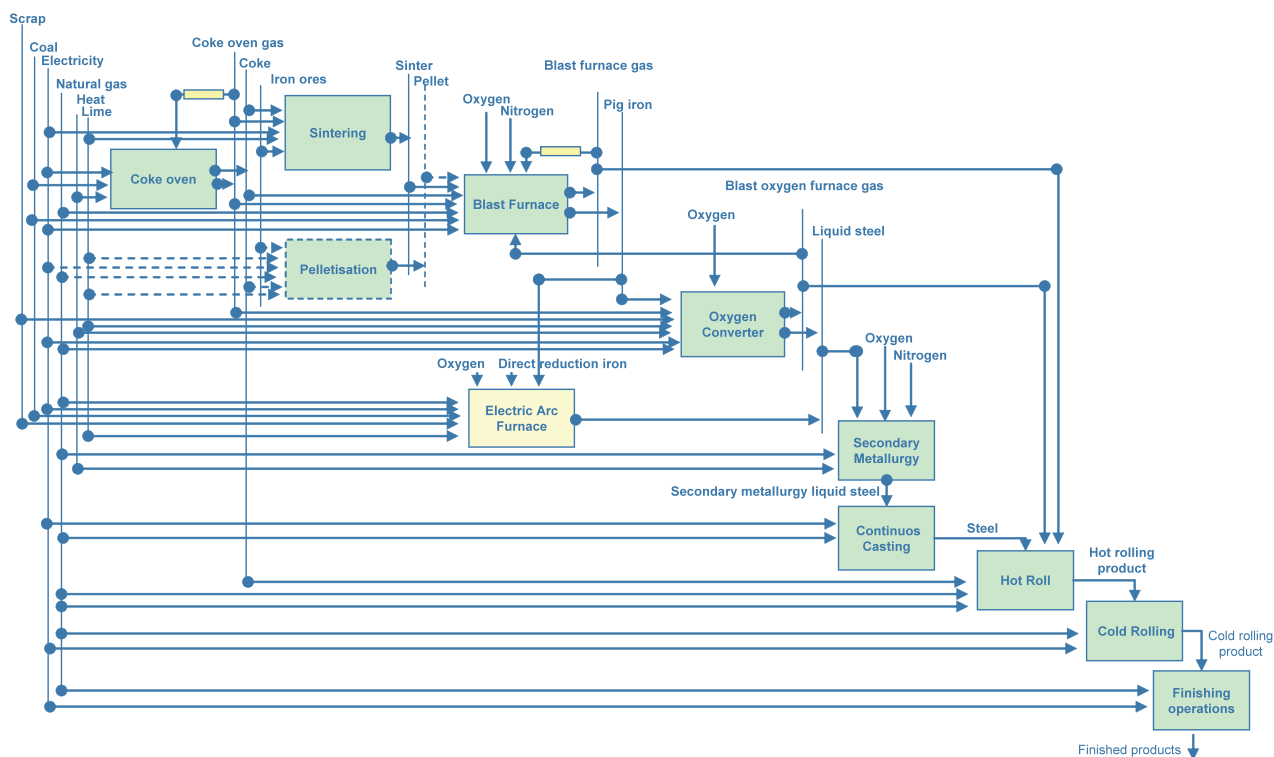 Scrap
Coal
Electricity
Natural gas
Heat
Lime
Coke oven gas
Coke
Iron ores
Sinter
Pellet
Blast furnace gas
Oxygen
Nitrogen
Pig iron
Sintering
Coke oven
Blast Furnace
Blast oxygen furnace gas
Oxygen
Liquid steel
Pelletisation
Oxygen
Converter
Oxygen
Nitrogen
Oxygen
Direct reduction iron
Electric Arc
Furnace
Secondary
Metallurgy
Secondary metallurgy liquid steel
Continuos
Casting
Steel
Hot rolling
product
Hot Roll
Cold Rolling
Cold rolling
product
Finishing
operations
Finished products